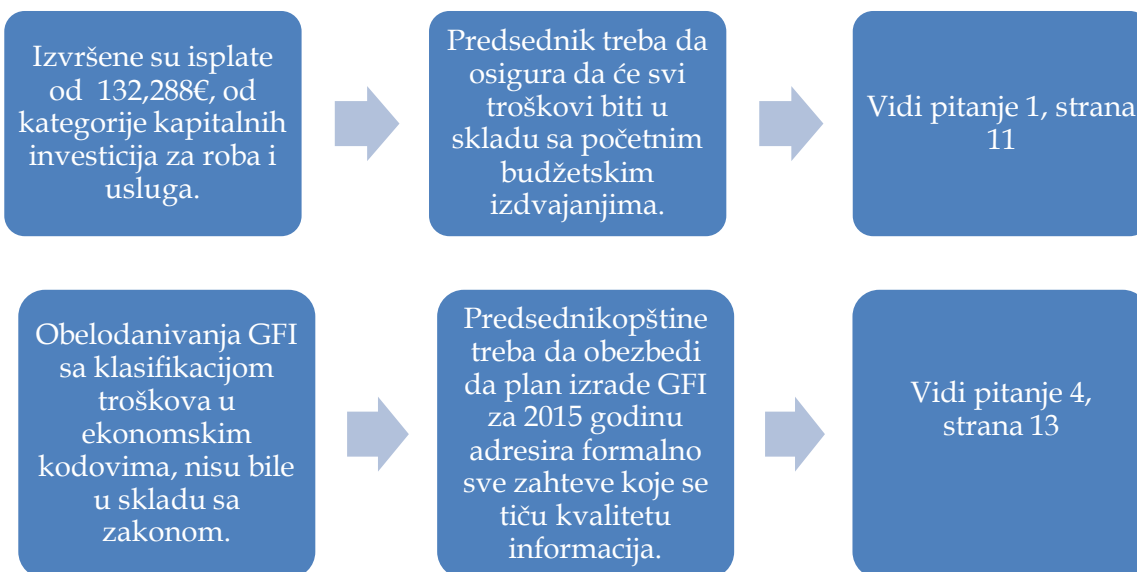 Izvršene su isplate
od 132,288€, od
kategorije kapitalnih
investicija za roba i
usluga.
Predsednik treba da
osigura da će svi
troškovi biti u
skladu sa početnim
budžetskim
izdvajanjima.
Vidi pitanje 1, strana
11
Obelodanivanja GFI
sa klasifikacijom
troškova u
ekonomskim
kodovima, nisu bile
u skladu sa
zakonom.
Predsednikopštine
treba da obezbedi
da plan izrade GFI
za 2015 godinu
adresira formalno
sve zahteve koje se
tiču kvalitetu
informacija.
Vidi pitanje 4,
strana 13